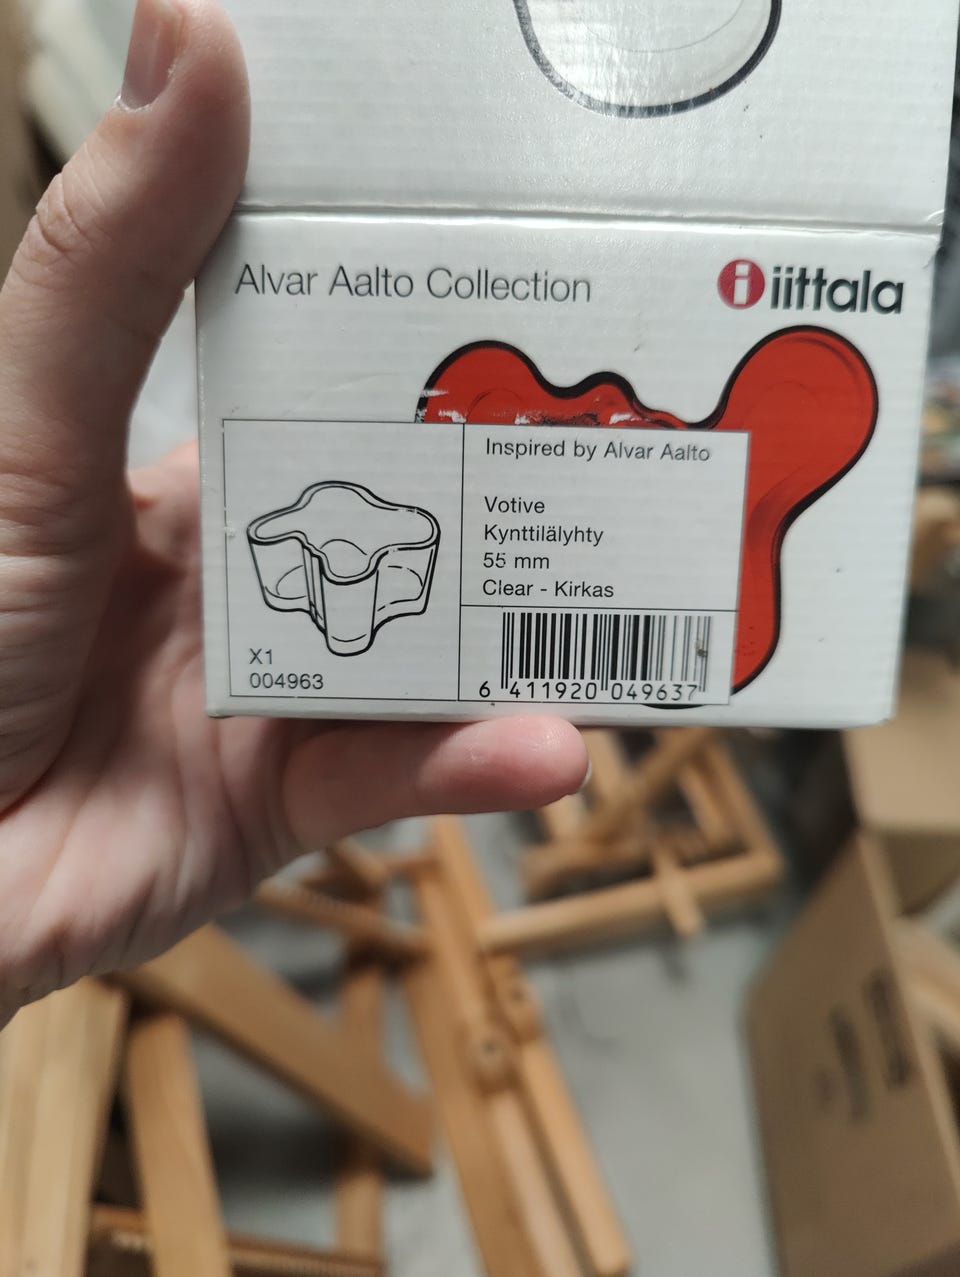 Alvar Aalto Collection
i iittala
Inspired by Alvar Aalto
Votive
Kynttilälyhty
55 mm
Clear - Kirkas
X1
004963
6 411920 049637